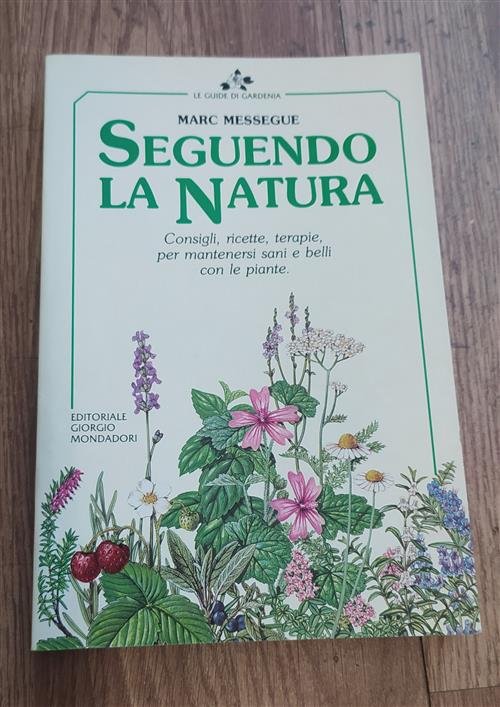 LE GUIDE DI GARDENIA
MARC MESSEGUE
SEGUENDO
LA NATURA
Consigli, ricette, terapie,
per mantenersi sani e belli
con le piante.
EDITORIALE
GIORGIO
MONDADORI